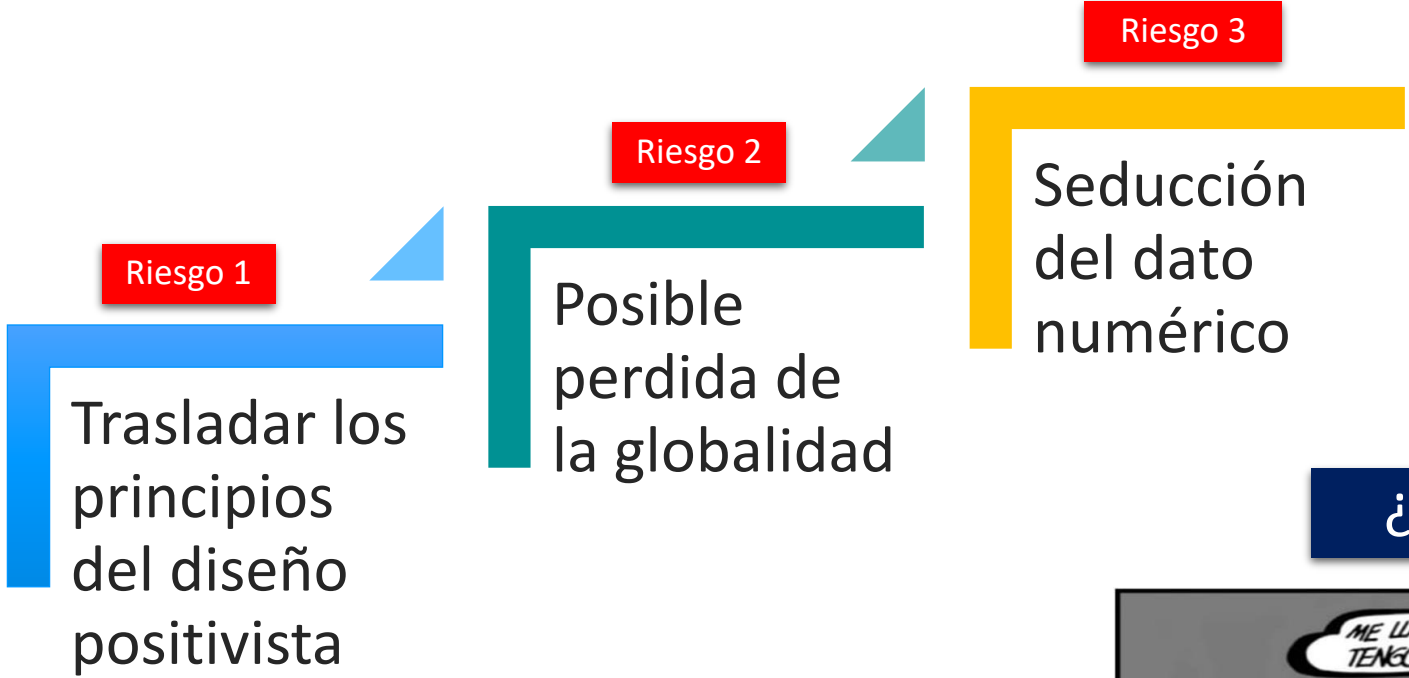 Riesgo 1
Trasladar los
principios
del diseño
positivista
Riesgo 2
Posible
perdida de
la globalidad
Riesgo 3
Seducción
del dato
numérico
¿
ME